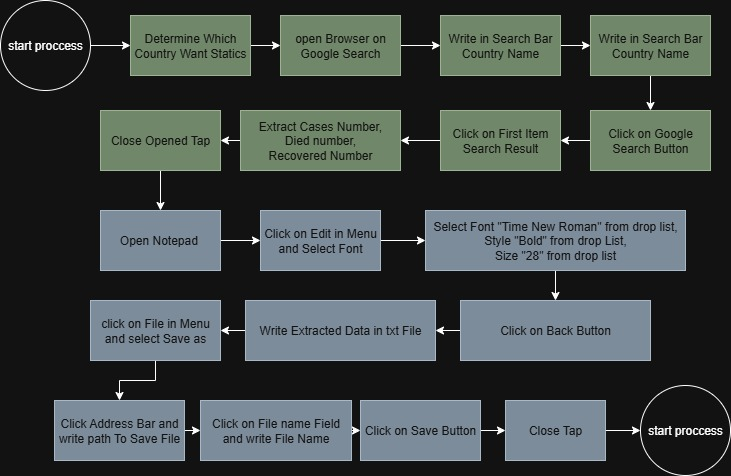 start proccess
Determine Which
Country Want Statics
open Browser on
Google Search
Write in Search Bar
Country Name
Write in Search Bar
Country Name
Close Opened Tap
Extract Cases Number,
Died number,
Recovered Number
Click on First Item
Search Result
Click on Google
Search Button
Open Notepad
Click on Edit in Menu
and Select Font
Select Font "Time New Roman" from drop list,
Style "Bold" from drop List,
Size "28" from drop list
click on File in Menu
and select Save as
Write Extracted Data in txt File
Click on Back Button
Click Address Bar and
write path To Save File
Click on File name Field
and write File Name
Click on Save Button
Close Tap
start proccess